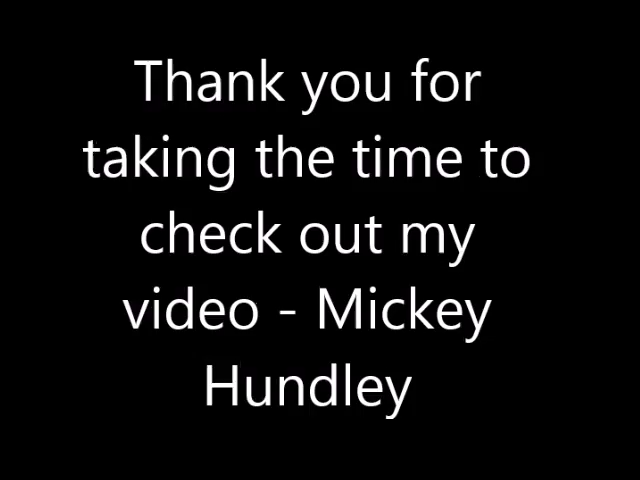 Thank you for
taking the time to
check out my
video - Mickey
Hundley